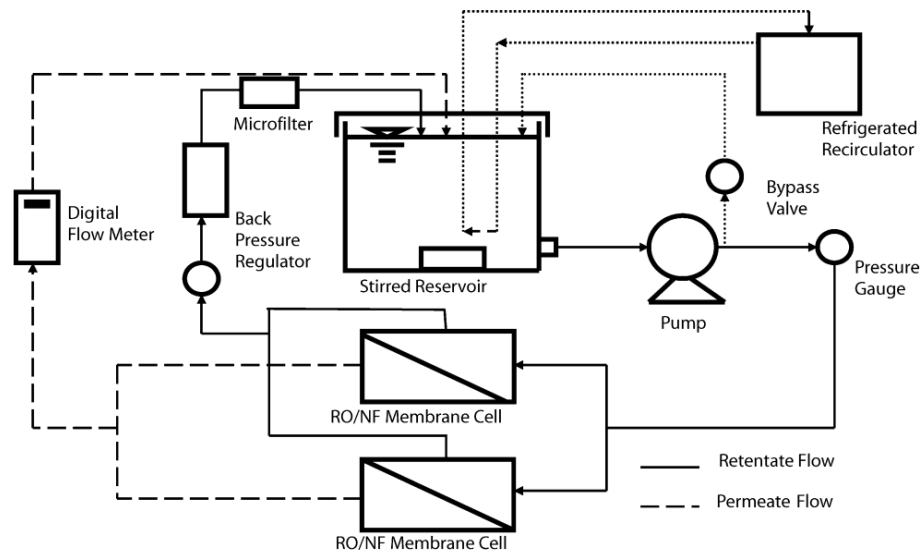 Microfilter
Refrigerated
Recirculator
Digital
Flow Meter
Back
Pressure
Regulator
Bypass
Valve
Stirred Reservoir
Pressure
Gauge
Pump
RO/NF Membrane Cell
RO/NF Membrane Cell
Retentate Flow
Permeate Flow